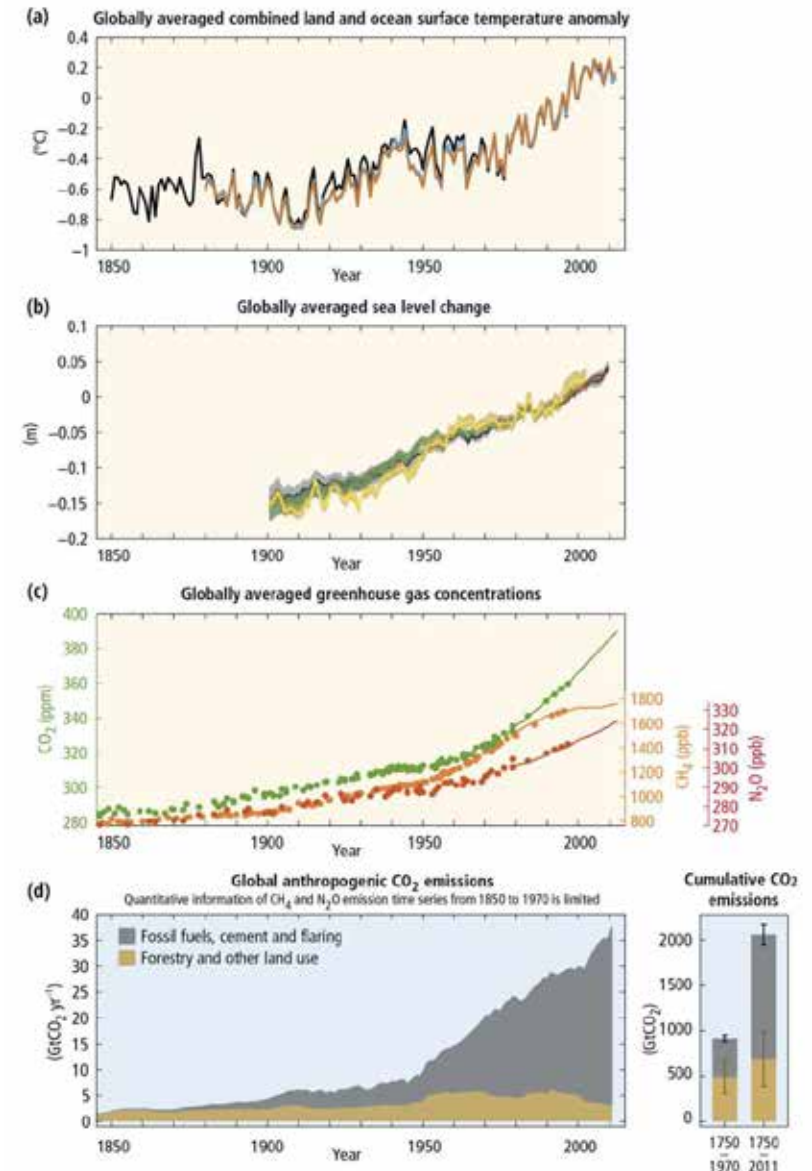 (a) Globally averaged combined land and ocean surface temperature anomaly
0.4
0.2
0
−0.2
−0.4
−0.6
−0.8
−1
(°C)
1850 1900 1950 2000
Year
(b) Globally averaged sea level change
0.1
0.05
0
−0.05
−0.1
−0.15
−0.2
(m)
1850 1900 1950 2000
Year
(c) Globally averaged greenhouse gas concentrations
400
380
360
340
320
300
280
CO2 (ppm)
1800
1600
1400
1200
1000
800
CH4 (ppb)
330
320
310
300
290
280
270
N2O (ppb)
1850 1900 1950 2000
Year
(d) Global anthropogenic CO2 emissions
Quantitative information of CH4 and N2O emission time series from 1850 to 1970 is limited
40
35
30
25
20
15
10
5
0
(GtCO2 yr−1)
Fossil fuels, cement and flaring
Forestry and other land use
1850 1900 1950 2000
Year
Cumulative CO2
emissions
2000
1500
1000
500
0
(GtCO2)
1750 1750
– –
1970 2011